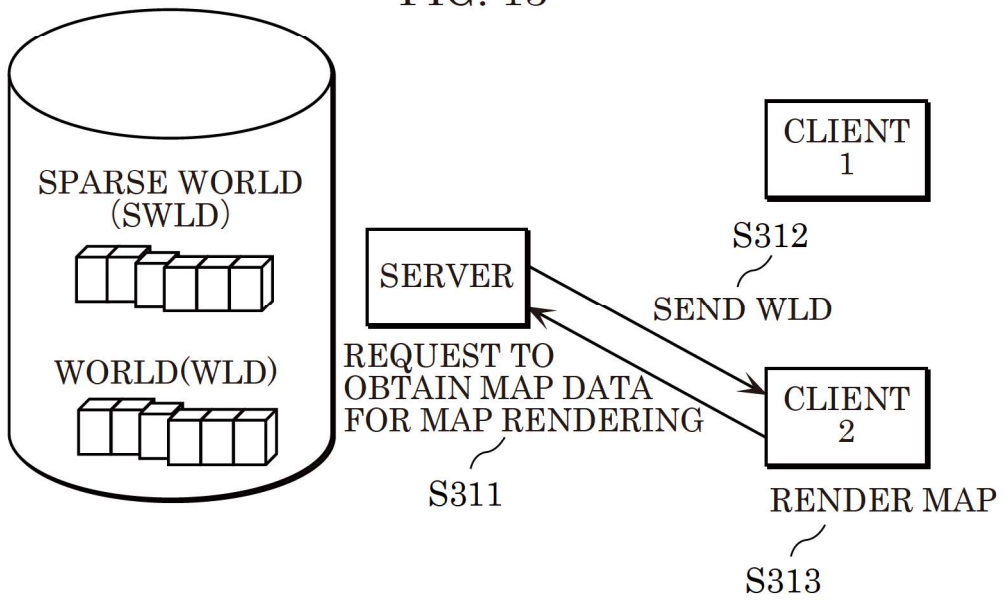 SPARSE WORLD
(SWLD)
WORLD(WLD)
SERVER
REQUEST TO
OBTAIN MAP DATA
FOR MAP RENDERING
S311
CLIENT
1
S312
SEND WLD
CLIENT
2
RENDER MAP
S313